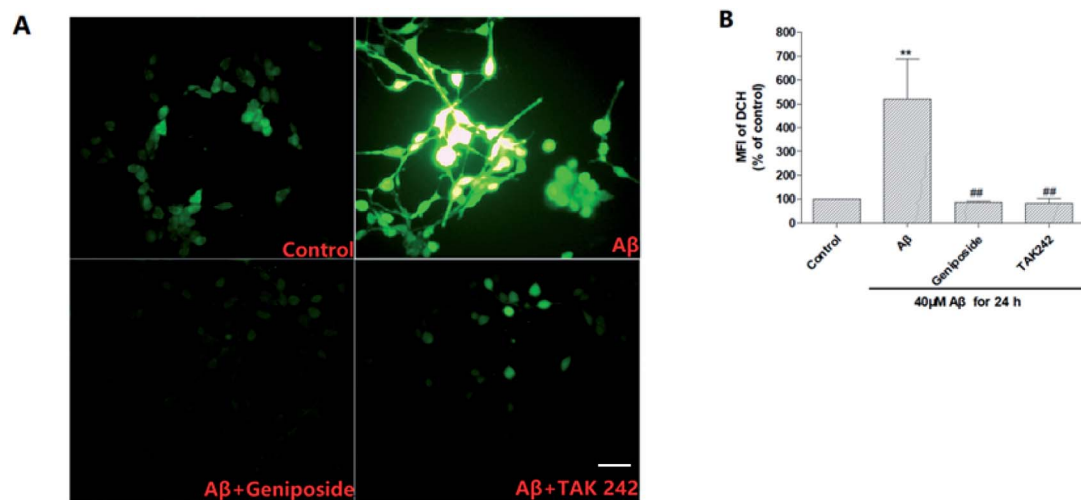 A
Control
Aβ
Aβ+Geniposide
Aβ+TAK 242
B
MFI of DCH
(% of control)
800
700
600
500
400
300
200
100
0
**
##
##
Control
Aβ
Geniposide
TAK242
40μM Aβ for 24 h